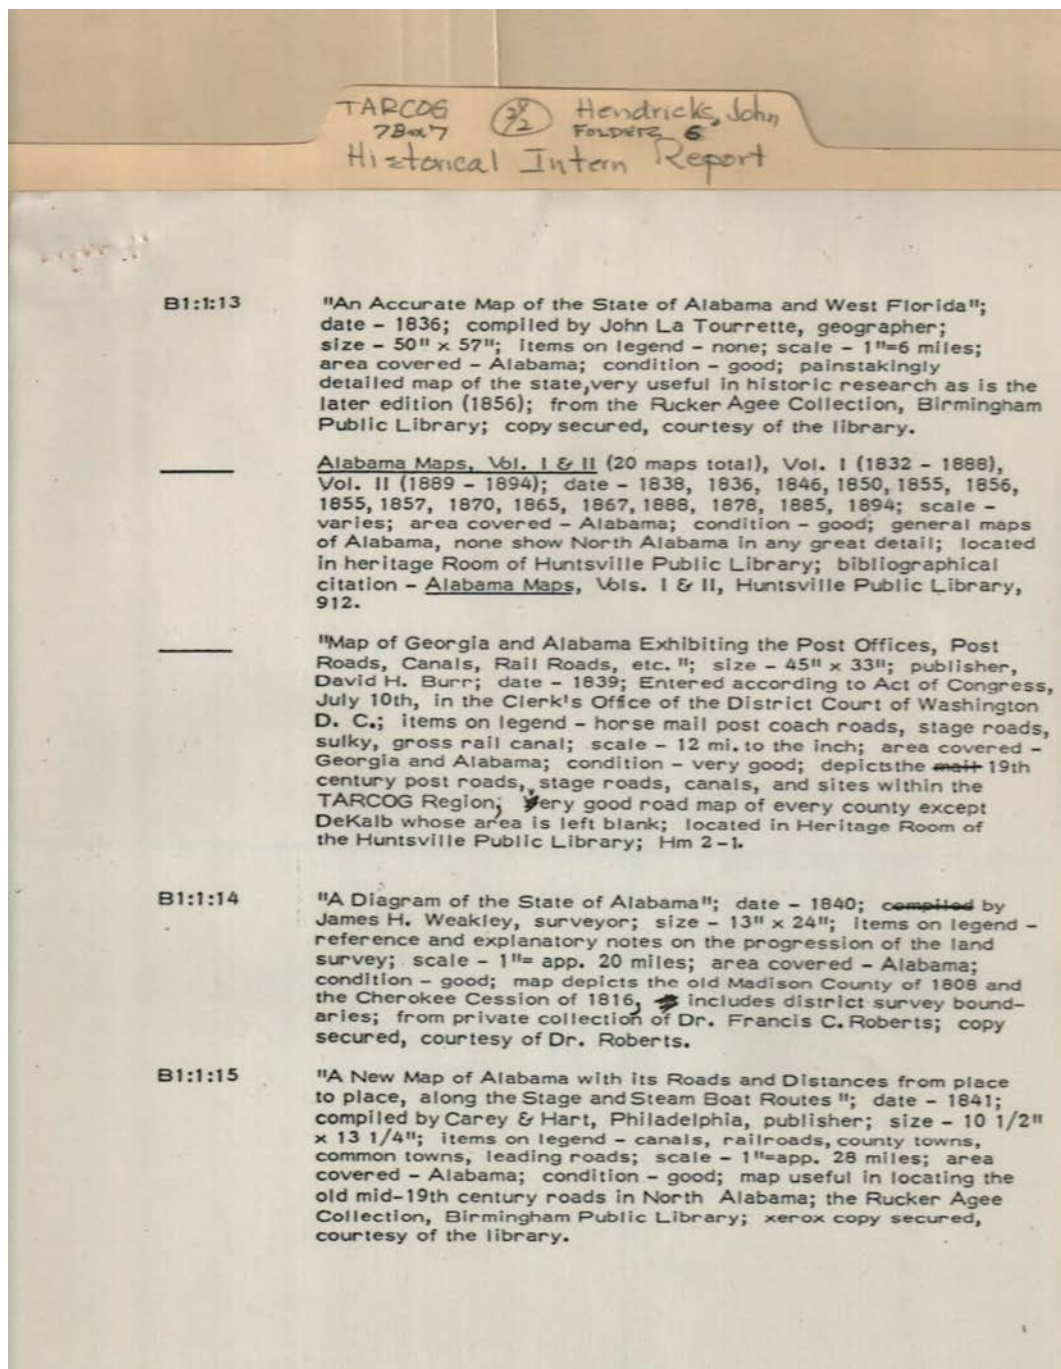 TARCOG 2/2 Hendricks, John
7Box7 FOLDER 6
Historical Intern Report
B1:1:13 "An Accurate Map of the State of Alabama and West Florida";
date - 1836; compiled by John La Tourrette, geographer;
size - 50" x 57"; items on legend - none; scale - 1"=6 miles;
area covered - Alabama; condition - good; painstakingly
detailed map of the state,very useful in historic research as is the
later edition (1856); from the Rucker Agee Collection, Birmingham
Public Library; copy secured, courtesy of the library.
Alabama Maps, Vol. I & II (20 maps total), Vol. I (1832 - 1888),
Vol. II (1889 - 1894); date - 1838, 1836, 1846, 1850, 1855, 1856,
1855, 1857, 1870, 1865, 1867, 1888, 1878, 1885, 1894; scale -
varies; area covered - Alabama; condition - good; general maps
of Alabama, none show North Alabama in any great detail; located
in heritage Room of Huntsville Public Library; bibliographical
citation - Alabama Maps, Vols. I & II, Huntsville Public Library,
912.
"Map of Georgia and Alabama Exhibiting the Post Offices, Post
Roads, Canals, Rail Roads, etc. "; size - 45" x 33"; publisher,
David H. Burr; date - 1839; Entered according to Act of Congress,
July 10th, in the Clerk's Office of the District Court of Washington
D. C.; items on legend - horse mail post coach roads, stage roads,
sulky, gross rail canal; scale - 12 mi. to the inch; area covered -
Georgia and Alabama; condition - very good; depicts the mail 19th
century post roads, stage roads, canals, and sites within the
TARCOG Region; Very good road map of every county except
DeKalb whose area is left blank; located in Heritage Room of
the Huntsville Public Library; Hm 2-1.
B1:1:14 "A Diagram of the State of Alabama"; date - 1840; compiled by
James H. Weakley, surveyor; size - 13" x 24"; items on legend -
reference and explanatory notes on the progression of the land
survey; scale - 1"= app. 20 miles; area covered - Alabama;
condition - good; map depicts the old Madison County of 1808 and
the Cherokee Cession of 1816, includes district survey bound-
aries; from private collection of Dr. Francis C. Roberts; copy
secured, courtesy of Dr. Roberts.
B1:1:15 "A New Map of Alabama with its Roads and Distances from place
to place, along the Stage and Steam Boat Routes "; date - 1841;
compiled by Carey & Hart, Philadelphia, publisher; size - 10 1/2"
x 13 1/4"; items on legend - canals, railroads, county towns,
common towns, leading roads; scale - 1"=app. 28 miles; area
covered - Alabama; condition - good; map useful in locating the
old mid-19th century roads in North Alabama; the Rucker Agee
Collection, Birmingham Public Library; xerox copy secured,
courtesy of the library.